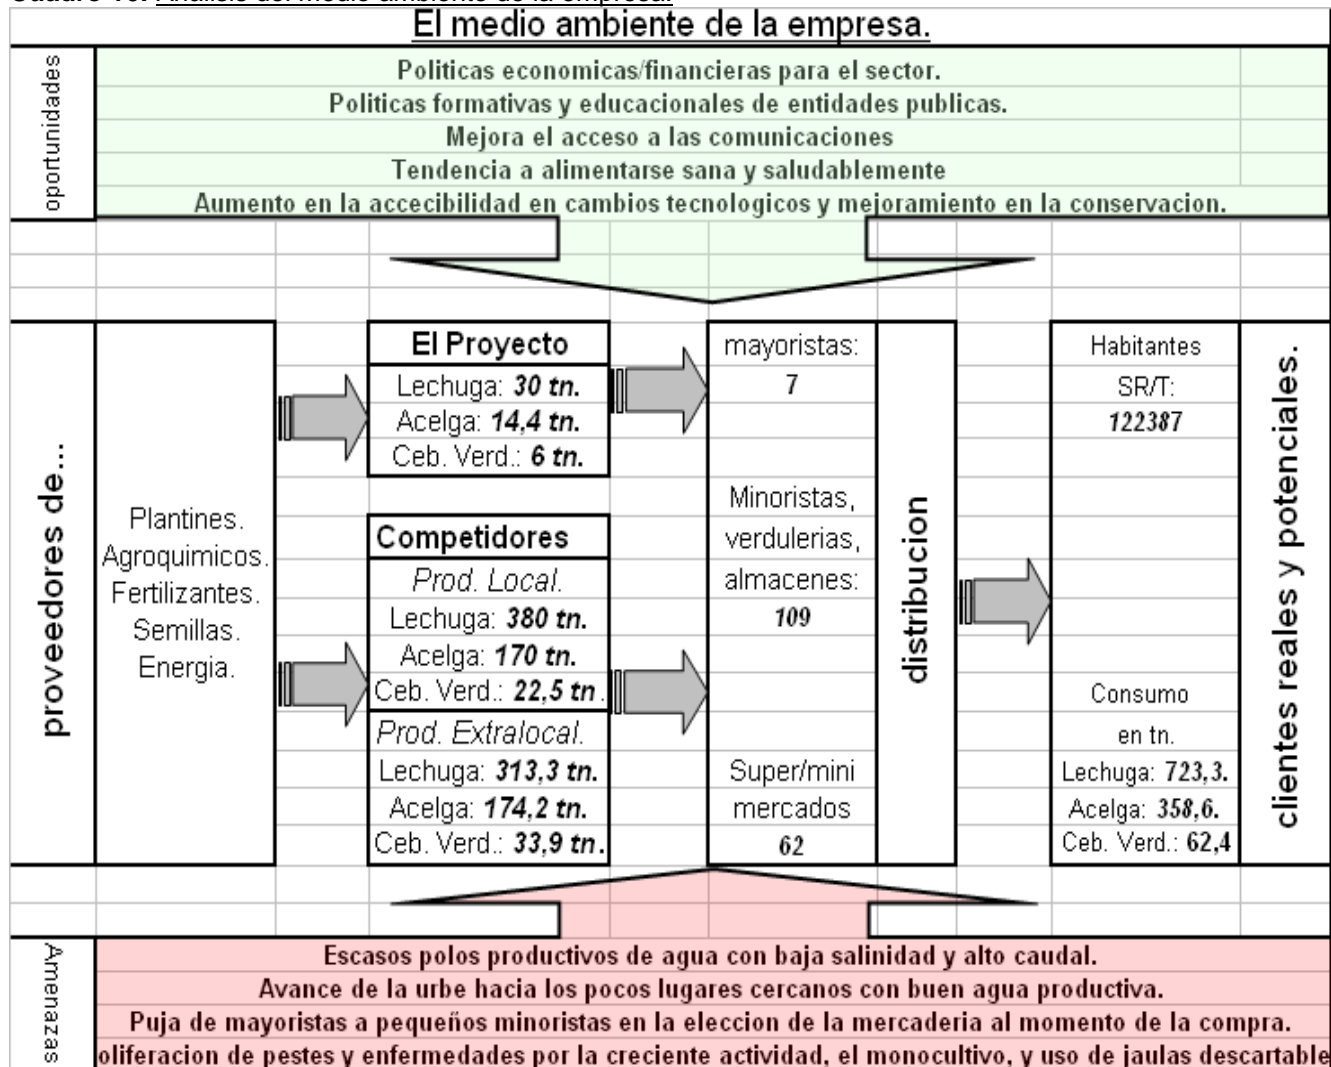 Cuadro 16. Análisis del medio ambiente de la empresa.
El medio ambiente de la empresa.
oportunidades
Politicas economicas/financieras para el sector.
Politicas formativas y educacionales de entidades publicas.
Mejora el acceso a las comunicaciones
Tendencia a alimentarse sana y saludablemente
Aumento en la accecibilidad en cambios tecnologicos y mejoramiento en la conservacion.
proveedores de...
Plantines.
Agroquimicos.
Fertilizantes.
Semillas.
Energia.
El Proyecto
Lechuga: 30 tn.
Acelga: 14,4 tn.
Ceb. Verd.: 6 tn.
Competidores
Prod. Local.
Lechuga: 380 tn.
Acelga: 170 tn.
Ceb. Verd.: 22,5 tn.
Prod. Extralocal.
Lechuga: 313,3 tn.
Acelga: 174,2 tn.
Ceb. Verd.: 33,9 tn.
mayoristas:
7
Minoristas,
verdulerias,
almacenes:
109
Super/mini
mercados
62
distribucion
Habitantes
SR/T:
122387
Consumo
en tn.
Lechuga: 723,3.
Acelga: 358,6.
Ceb. Verd.: 62,4
clientes reales y potenciales.
Amenazas
Escasos polos productivos de agua con baja salinidad y alto caudal.
Avance de la urbe hacia los pocos lugares cercanos con buen agua productiva.
Puja de mayoristas a pequeños minoristas en la eleccion de la mercaderia al momento de la compra.
oliferacion de pestes y enfermedades por la creciente actividad, el monocultivo, y uso de jaulas descartable